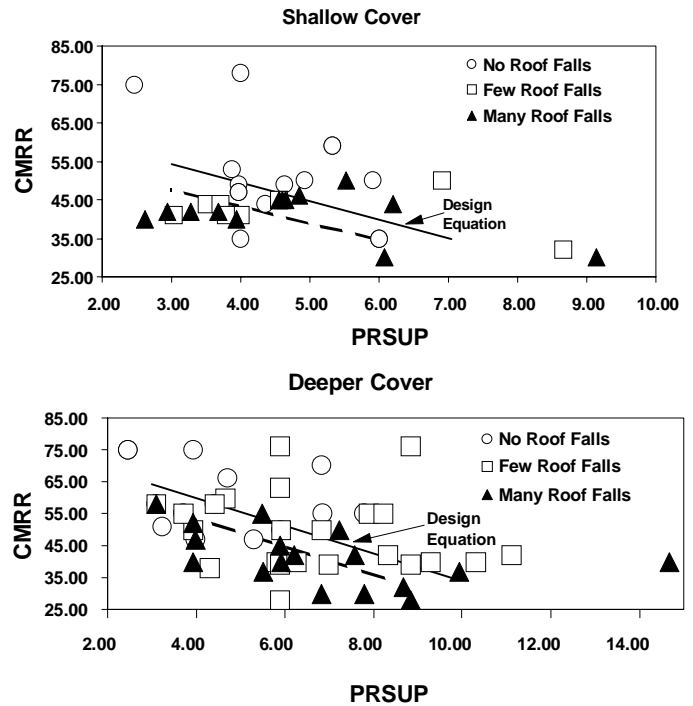 Shallow Cover
85.00
75.00
65.00
55.00
45.00
35.00
25.00
CMRR
No Roof Falls
Few Roof Falls
Many Roof Falls
Design
Equation
2.00 3.00 4.00 5.00 6.00 7.00 8.00 9.00 10.00
PRSUP
Deeper Cover
85.00
75.00
65.00
55.00
45.00
35.00
25.00
CMRR
No Roof Falls
Few Roof Falls
Many Roof Falls
Design
Equation
2.00 4.00 6.00 8.00 10.00 12.00 14.00
PRSUP